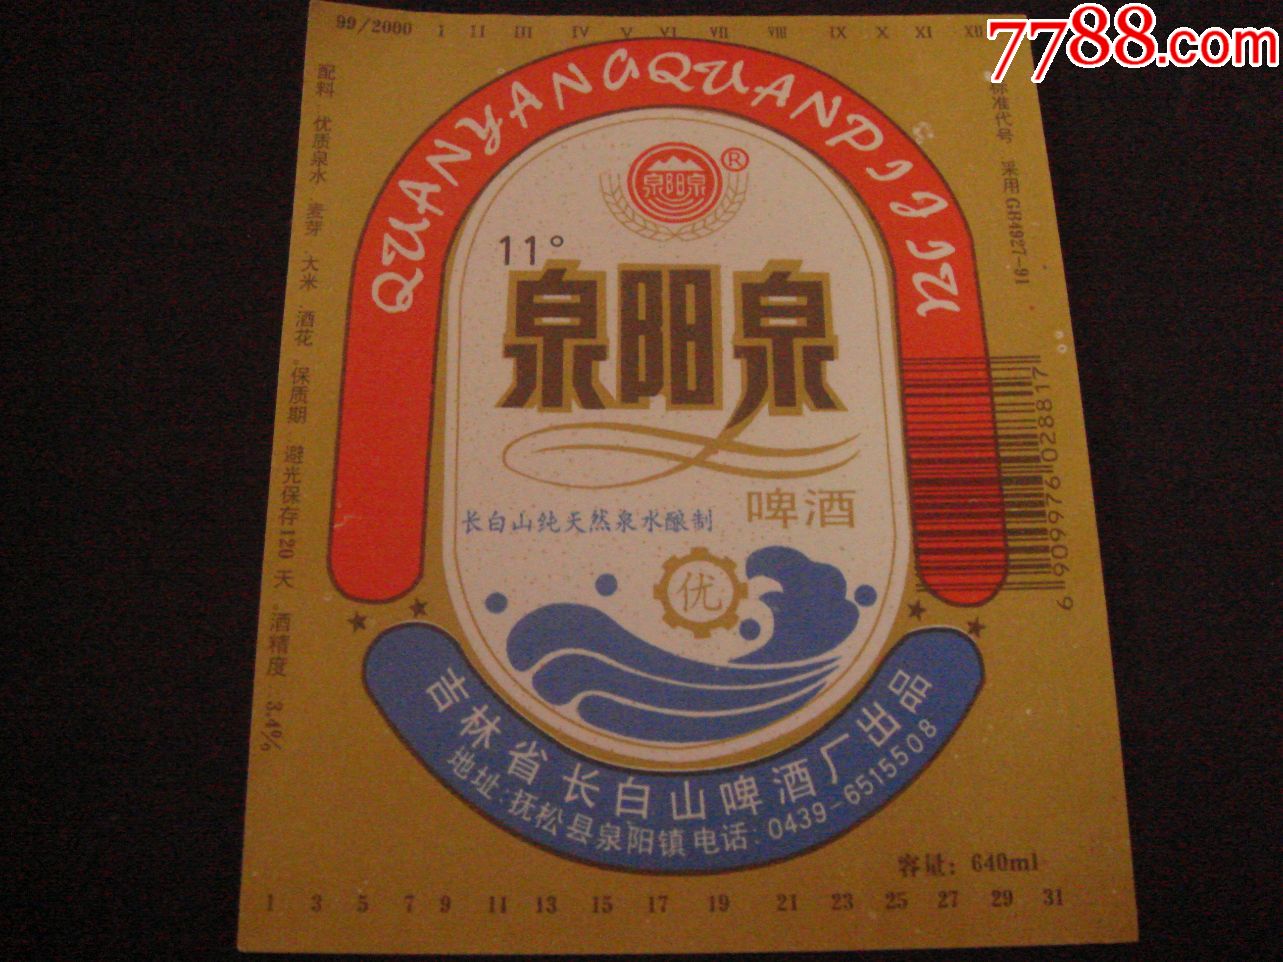 99/2000 I II III IV V VI VII VIII IX X XI XII
7788.com
QUANYANGQUANPIJIU
泉阳泉
®
11°
泉阳泉
啤酒
长白山纯天然泉水酿制
优
吉林省长白山啤酒厂出品
地址:抚松县泉阳镇 电话:0439-6515508
配料:优质泉水 麦芽 大米 酒花。保质期:避光保存120天。酒精度:3.4%
标准代号 采用GB4927-91
6909976028817
容量:640ml
1 3 5 7 9 11 13 15 17 19 21 23 25 27 29 31